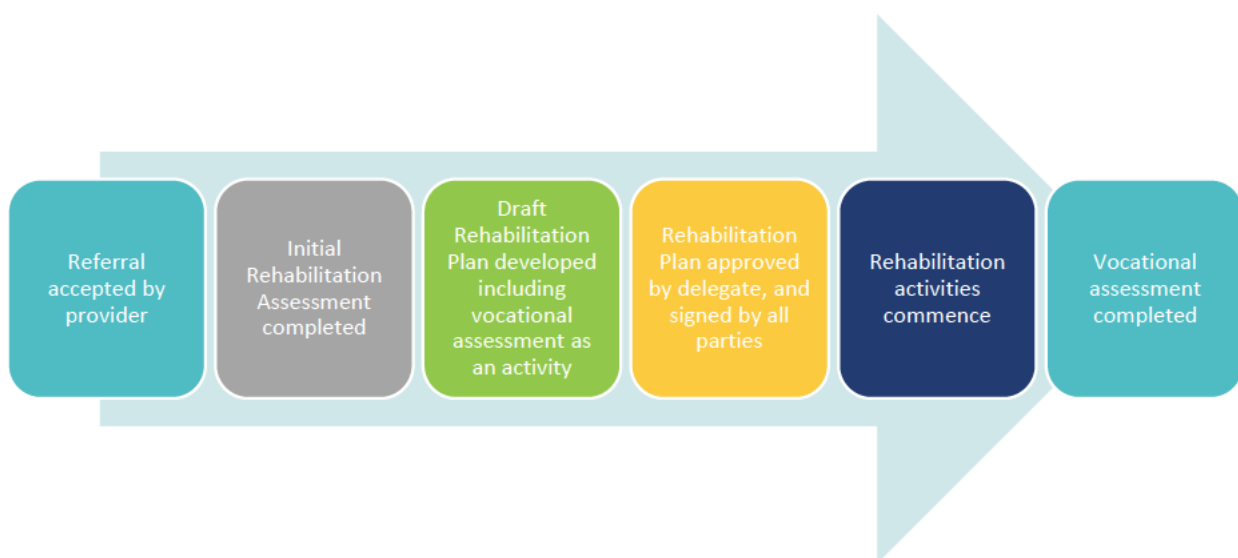 Referral
accepted by
provider
Initial
Rehabilitation
Assessment
completed
Draft
Rehabilitation
Plan developed
including
vocational
assessment as
an activity
Rehabilitation
Plan approved
by delegate, and
signed by all
parties
Rehabilitation
activities
commence
Vocational
assessment
completed